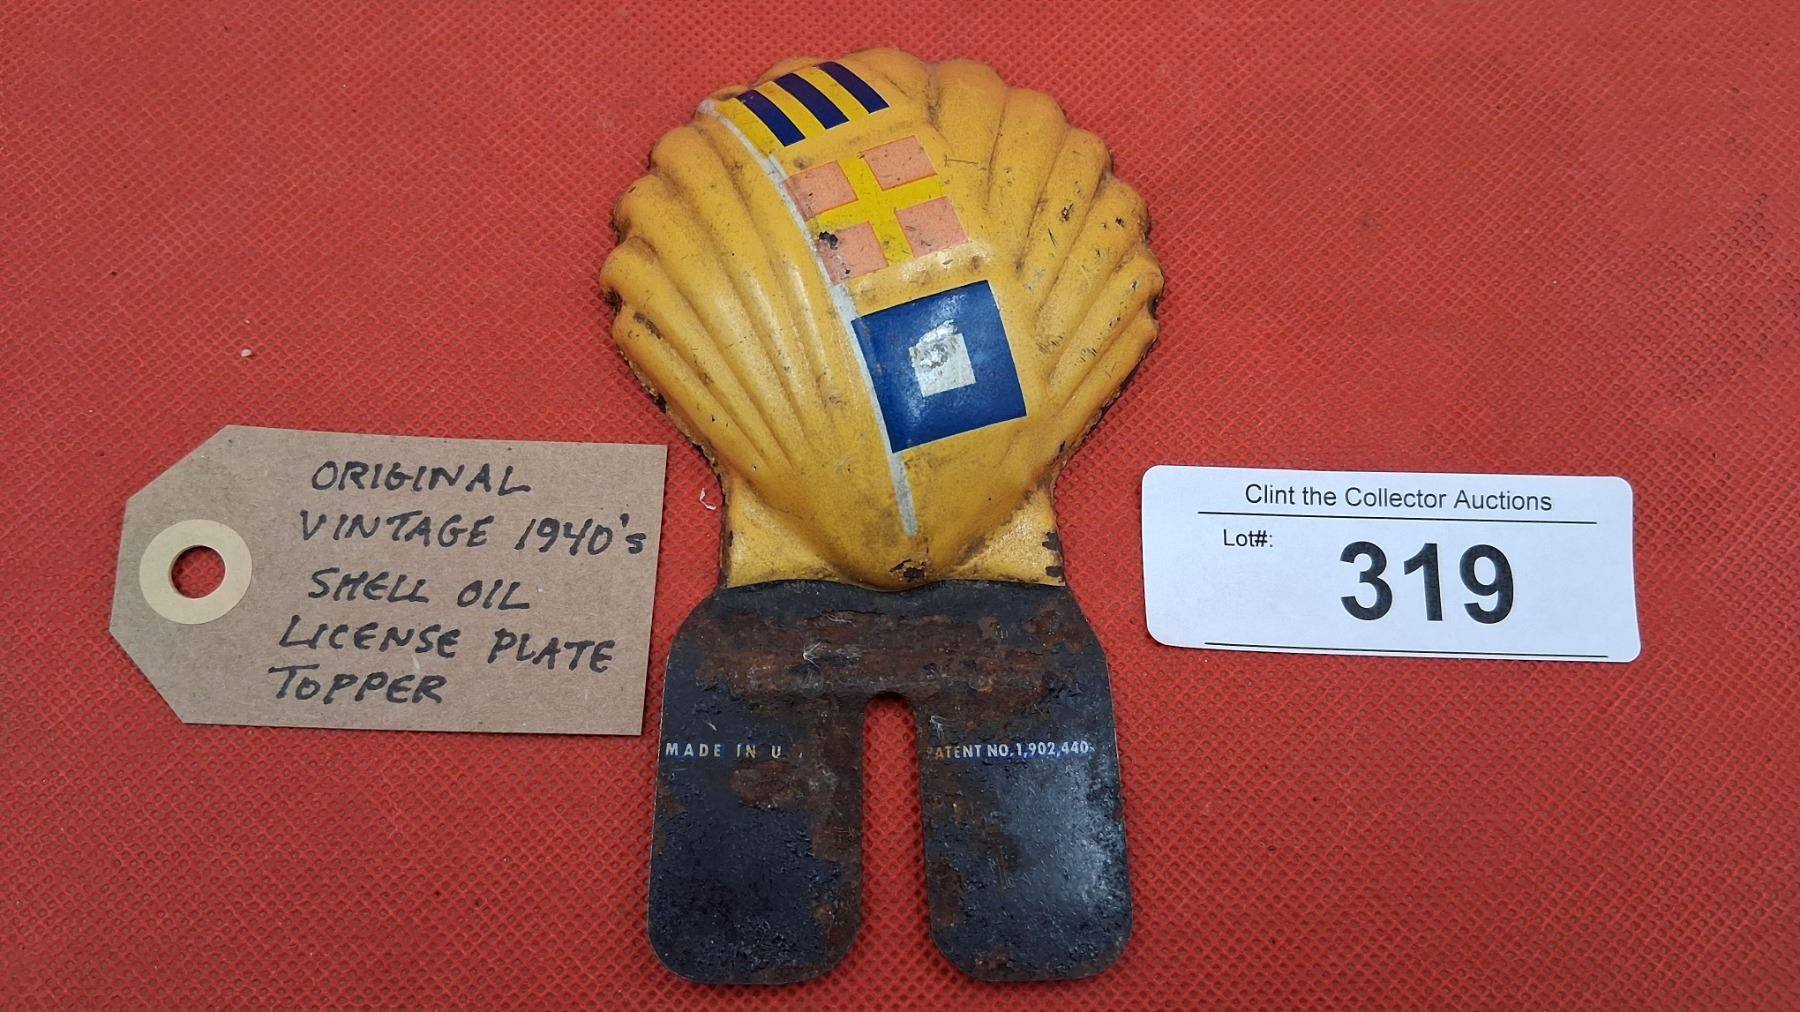 ORIGINAL
VINTAGE 1940's
SHELL OIL
LICENSE PLATE
TOPPER
MADE IN U.
PATENT NO. 1,902,440
Clint the Collector Auctions
Lot#:
319